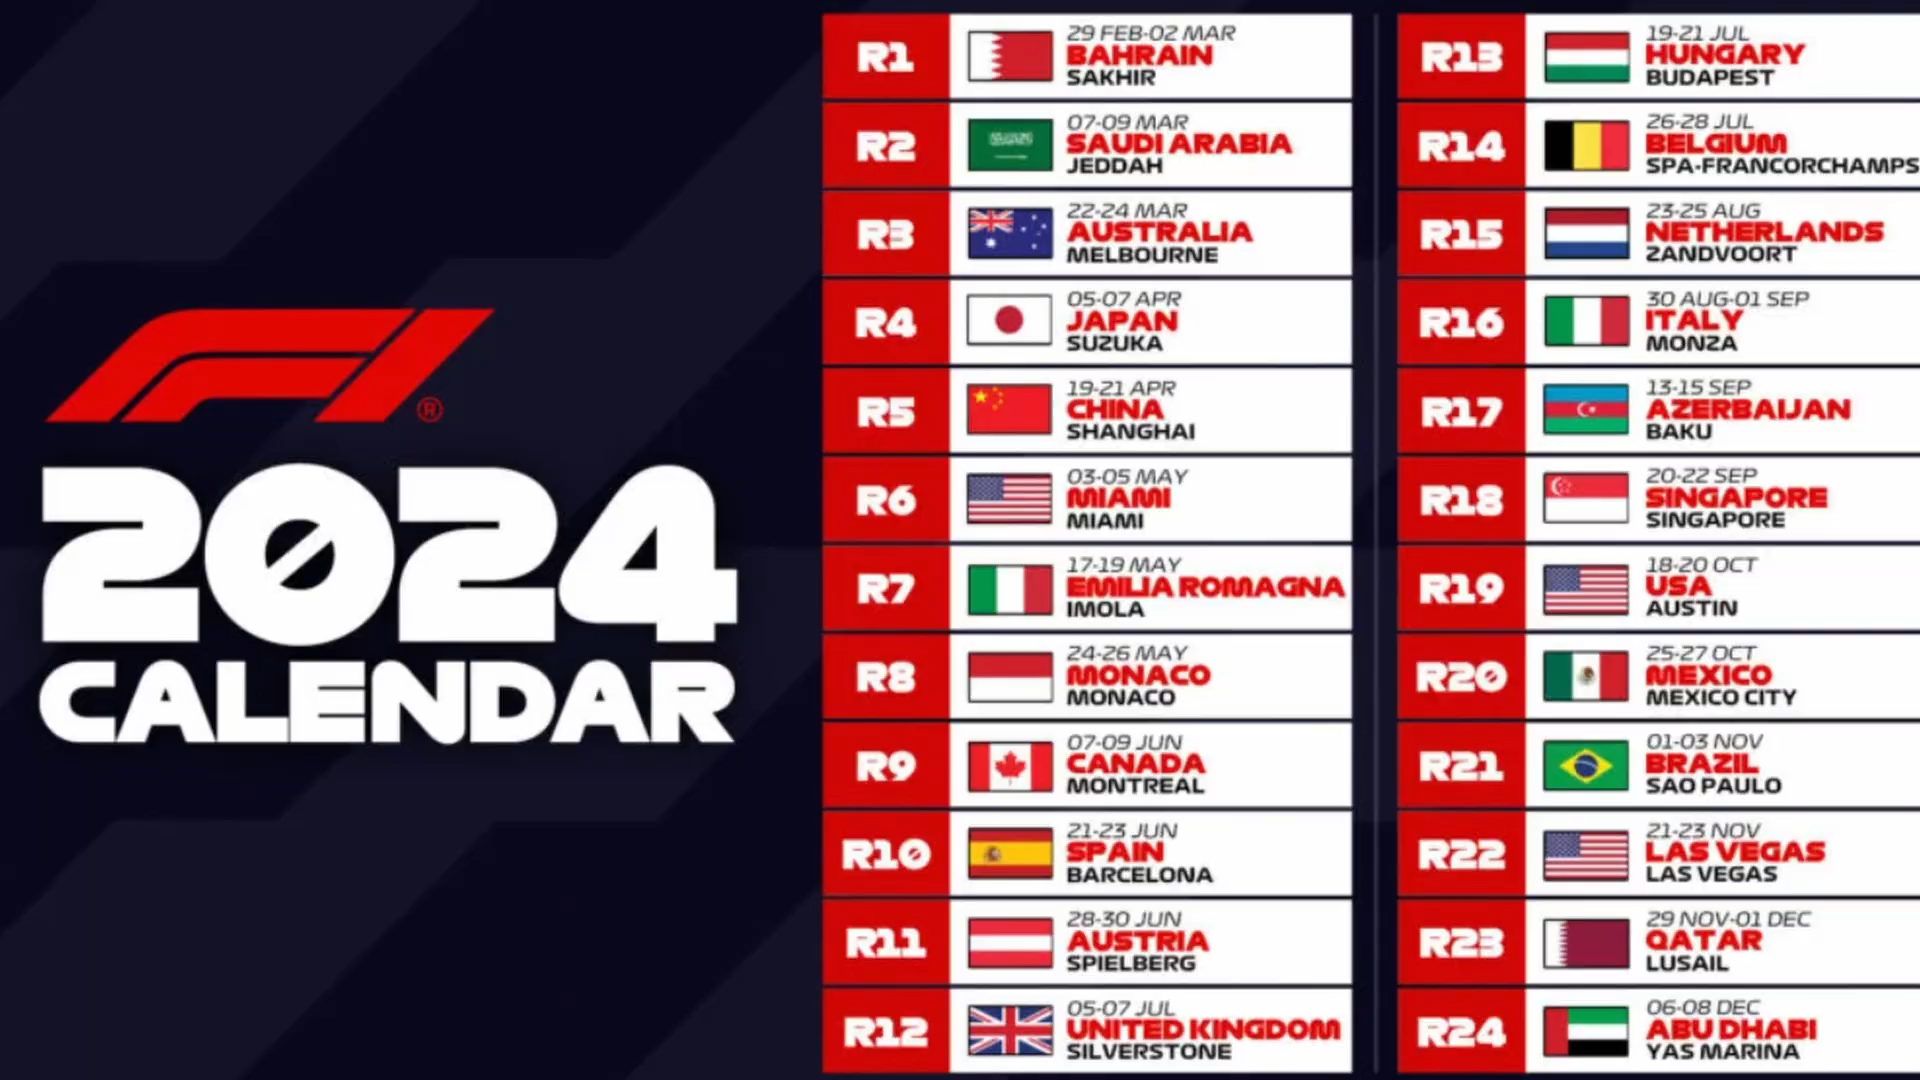 F1®
2024
CALENDAR
R1
29 FEB-02 MAR
BAHRAIN
SAKHIR
R2
07-09 MAR
SAUDI ARABIA
JEDDAH
R3
22-24 MAR
AUSTRALIA
MELBOURNE
R4
05-07 APR
JAPAN
SUZUKA
R5
19-21 APR
CHINA
SHANGHAI
R6
03-05 MAY
MIAMI
MIAMI
R7
17-19 MAY
EMILIA ROMAGNA
IMOLA
R8
24-26 MAY
MONACO
MONACO
R9
07-09 JUN
CANADA
MONTREAL
R10
21-23 JUN
SPAIN
BARCELONA
R11
28-30 JUN
AUSTRIA
SPIELBERG
R12
05-07 JUL
UNITED KINGDOM
SILVERSTONE
R13
19-21 JUL
HUNGARY
BUDAPEST
R14
26-28 JUL
BELGIUM
SPA-FRANCORCHAMPS
R15
23-25 AUG
NETHERLANDS
ZANDVOORT
R16
30 AUG-01 SEP
ITALY
MONZA
R17
13-15 SEP
AZERBAIJAN
BAKU
R18
20-22 SEP
SINGAPORE
SINGAPORE
R19
18-20 OCT
USA
AUSTIN
R20
25-27 OCT
MEXICO
MEXICO CITY
R21
01-03 NOV
BRAZIL
SAO PAULO
R22
21-23 NOV
LAS VEGAS
LAS VEGAS
R23
29 NOV-01 DEC
QATAR
LUSAIL
R24
06-08 DEC
ABU DHABI
YAS MARINA